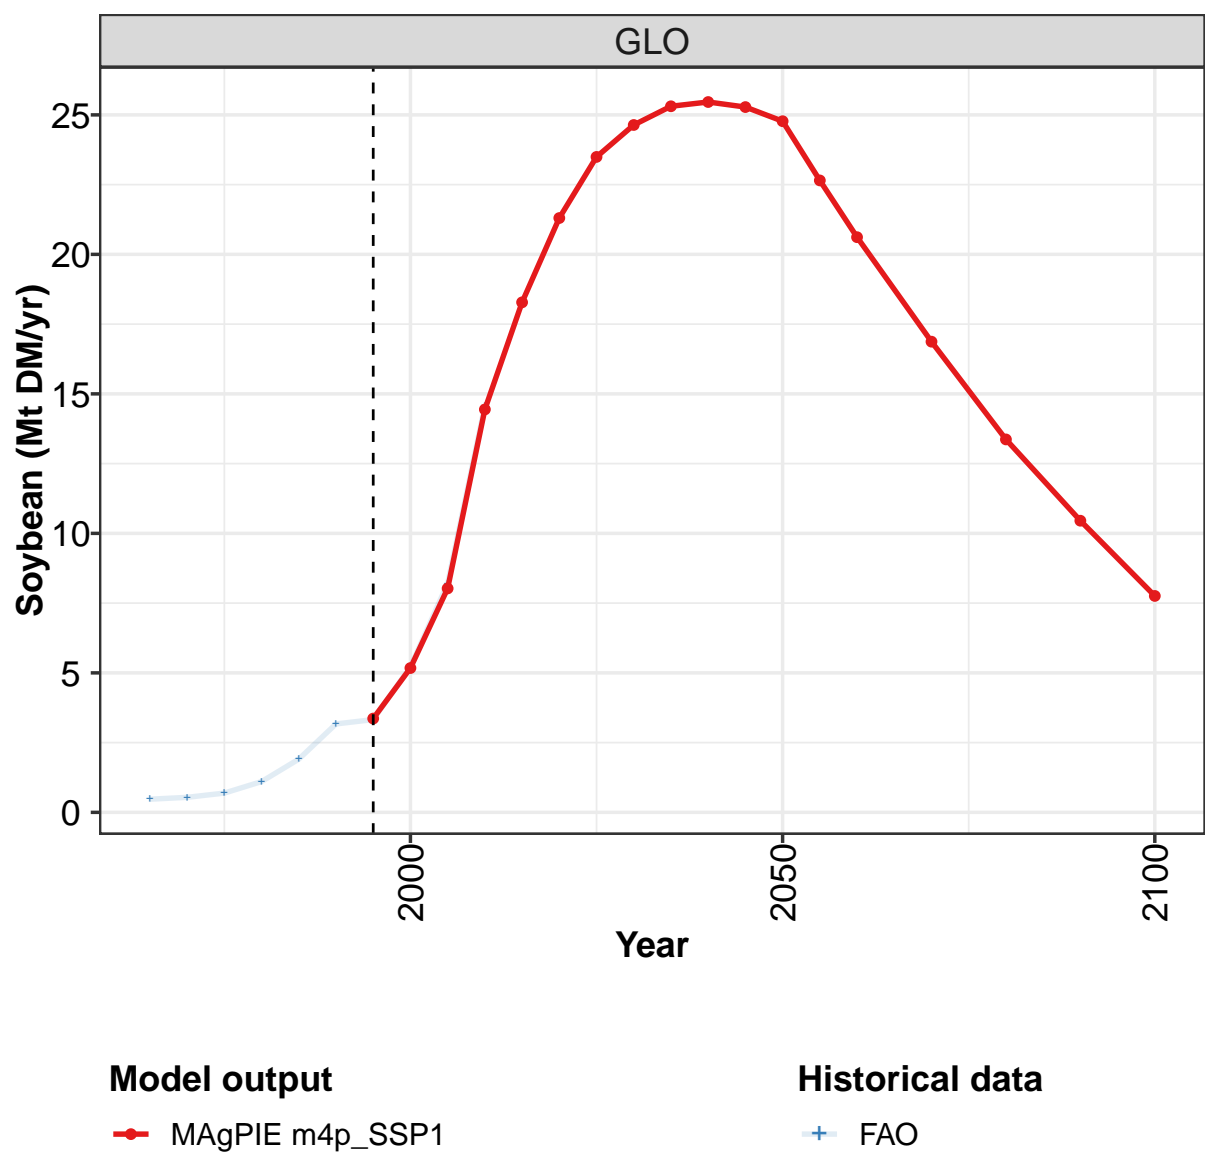 GLO
25
20
15
10
5
0
Soybean (Mt DM/yr)
2000
2050
2100
Year
Model output
MAgPIE m4p_SSP1
Historical data
FAO